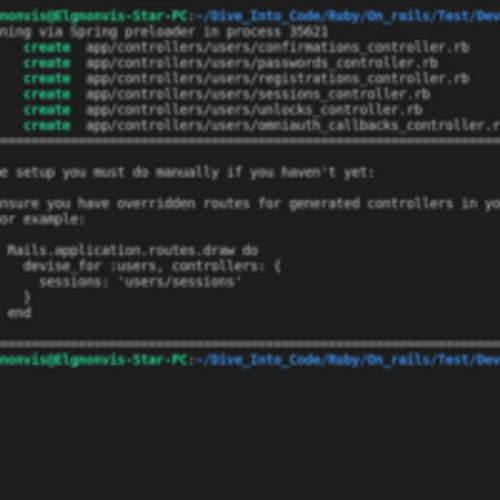 nonvis@Elgnonvis-Star-PC:~/Dive_Into_Code/Ruby/On_rails/Test/Dev
ning via Spring preloader in process 35621
create app/controllers/users/confirmations_controller.rb
create app/controllers/users/passwords_controller.rb
create app/controllers/users/registrations_controller.rb
create app/controllers/users/sessions_controller.rb
create app/controllers/users/unlocks_controller.rb
create app/controllers/users/omniauth_callbacks_controller.r
===============================================================
e setup you must do manually if you haven't yet:
nsure you have overridden routes for generated controllers in yo
or example:
Rails.application.routes.draw do
devise_for :users, controllers: {
sessions: 'users/sessions'
}
end
===============================================================
nonvis@Elgnonvis-Star-PC:~/Dive_Into_Code/Ruby/On_rails/Test/Dev